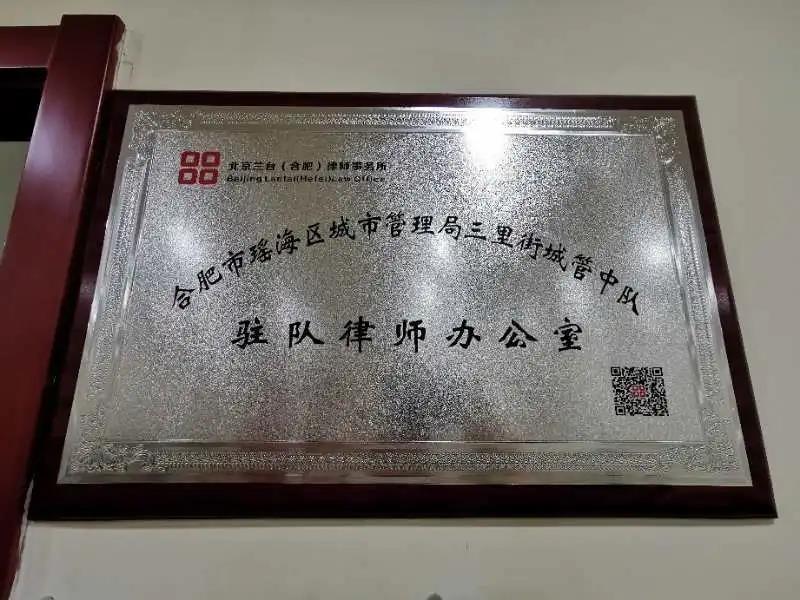 北京兰台（合肥）律师事务所
Beijing Lantai(Hefei)Law Office
合肥市瑶海区城市管理局三里街城管中队
驻队律师办公室